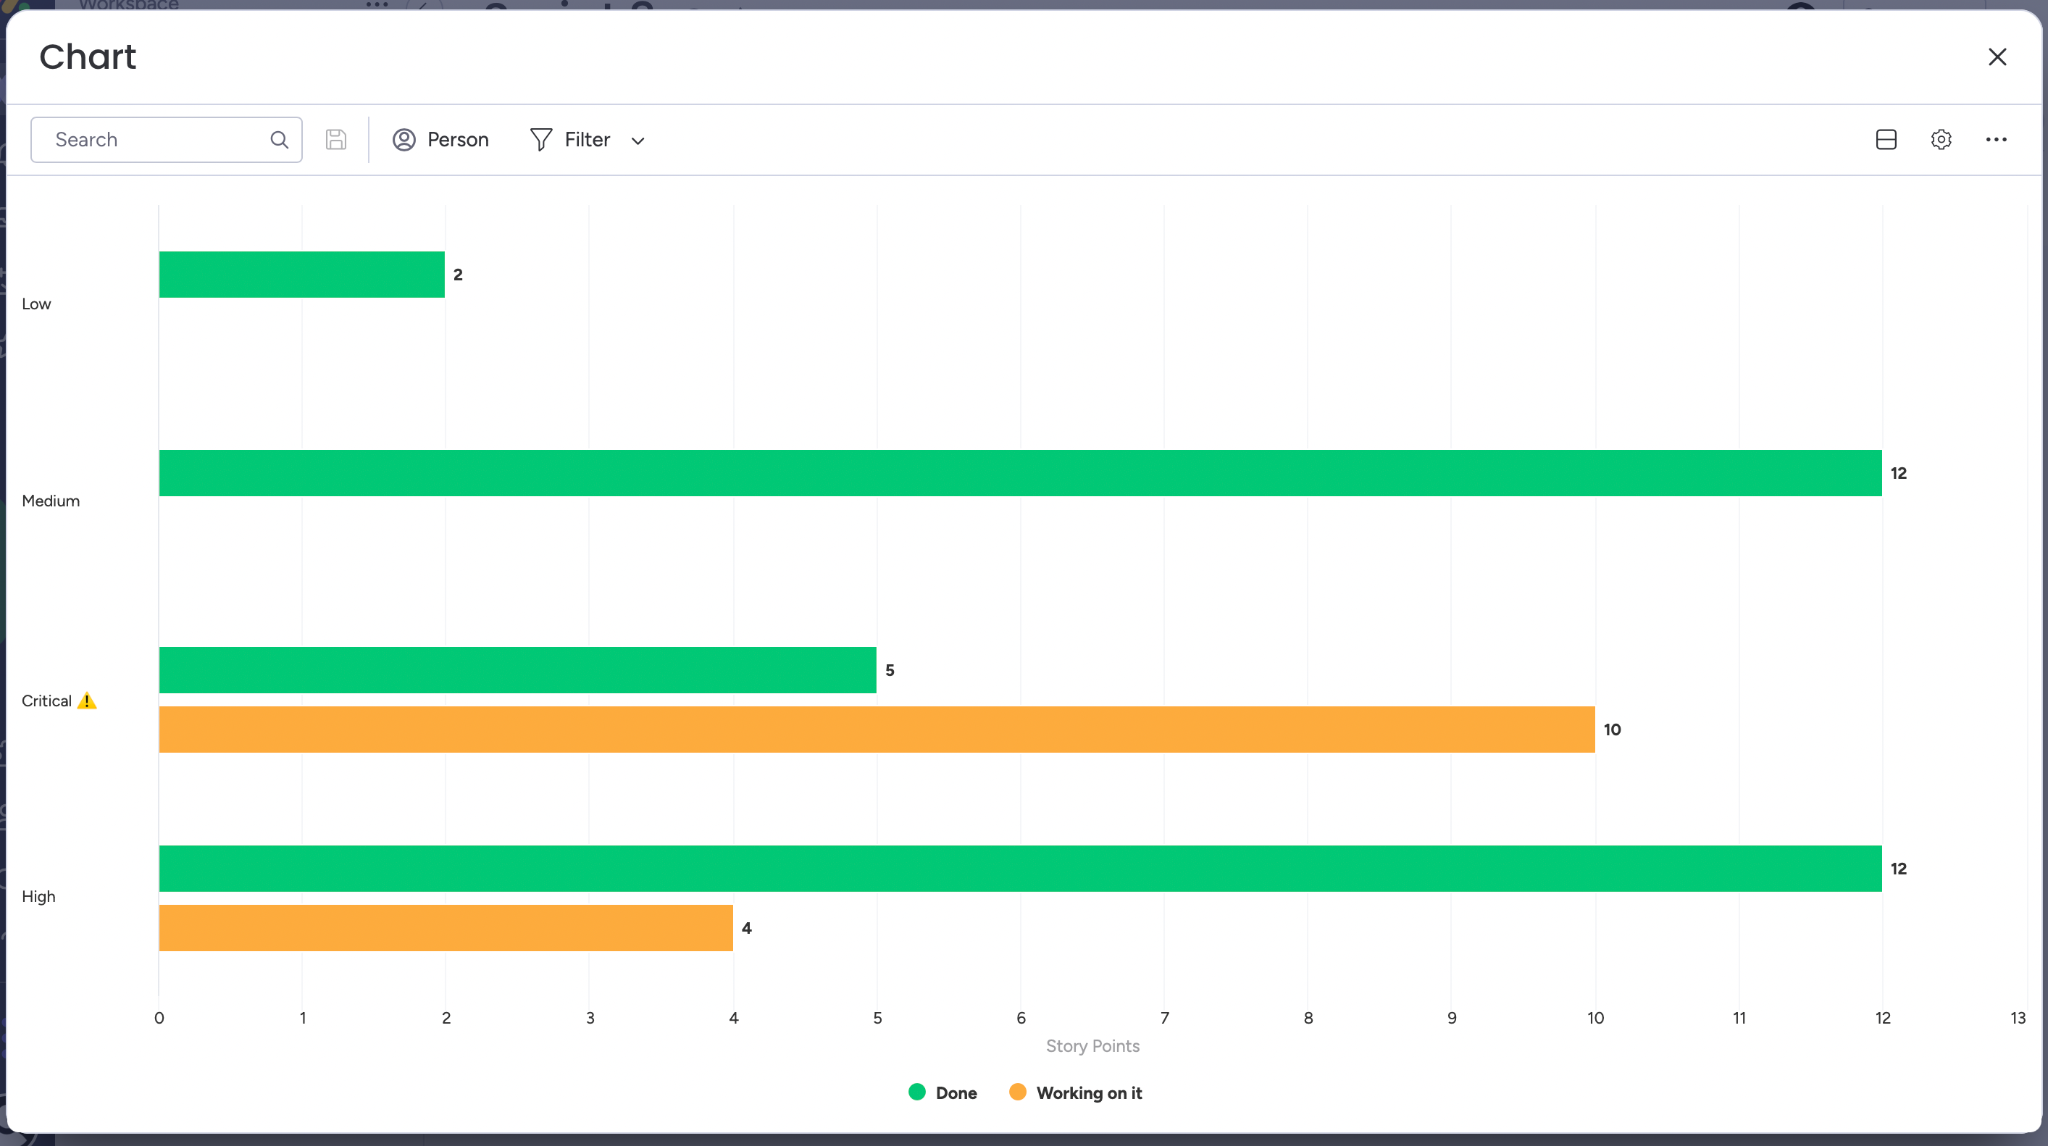 Workspace
Chart
Search
Person
Filter
2
Low
12
Medium
5
Critical
10
12
High
4
0 1 2 3 4 5 6 7 8 9 10 11 12 13
Story Points
Done
Working on it